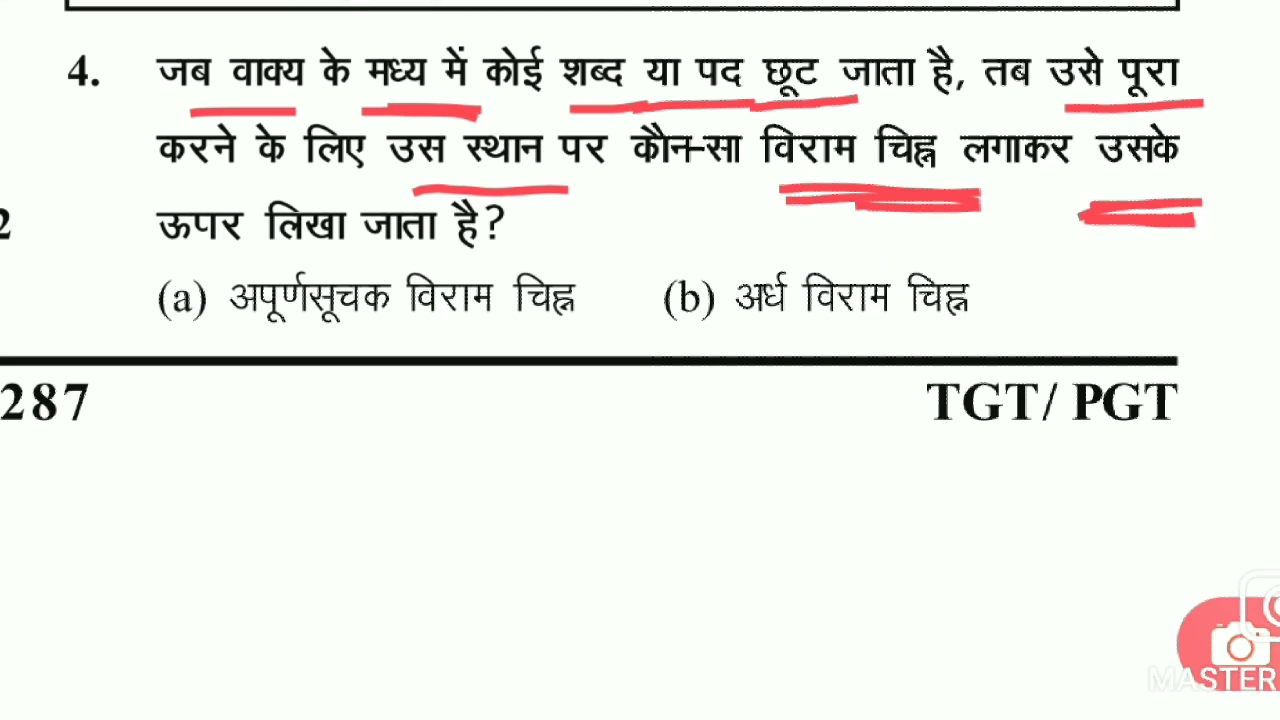 4. जब वाक्य के मध्य में कोई शब्द या पद छूट जाता है, तब उसे पूरा
करने के लिए उस स्थान पर कौन-सा विराम चिह्न लगाकर उसके
2 ऊपर लिखा जाता है?
(a) अपूर्णसूचक विराम चिह्न (b) अर्ध विराम चिह्न
287 TGT/ PGT
MASTER